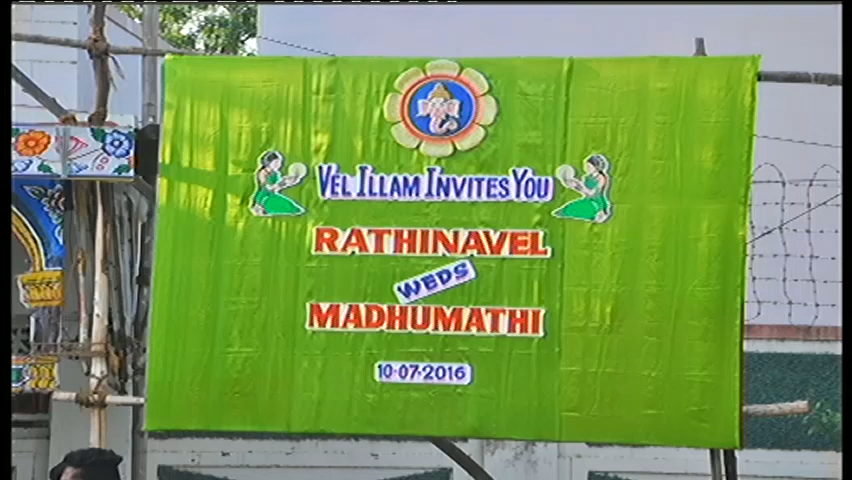 VEL ILLAM INVITES YOU
RATHINAVEL
WEDS
MADHUMATHI
10-07-2016